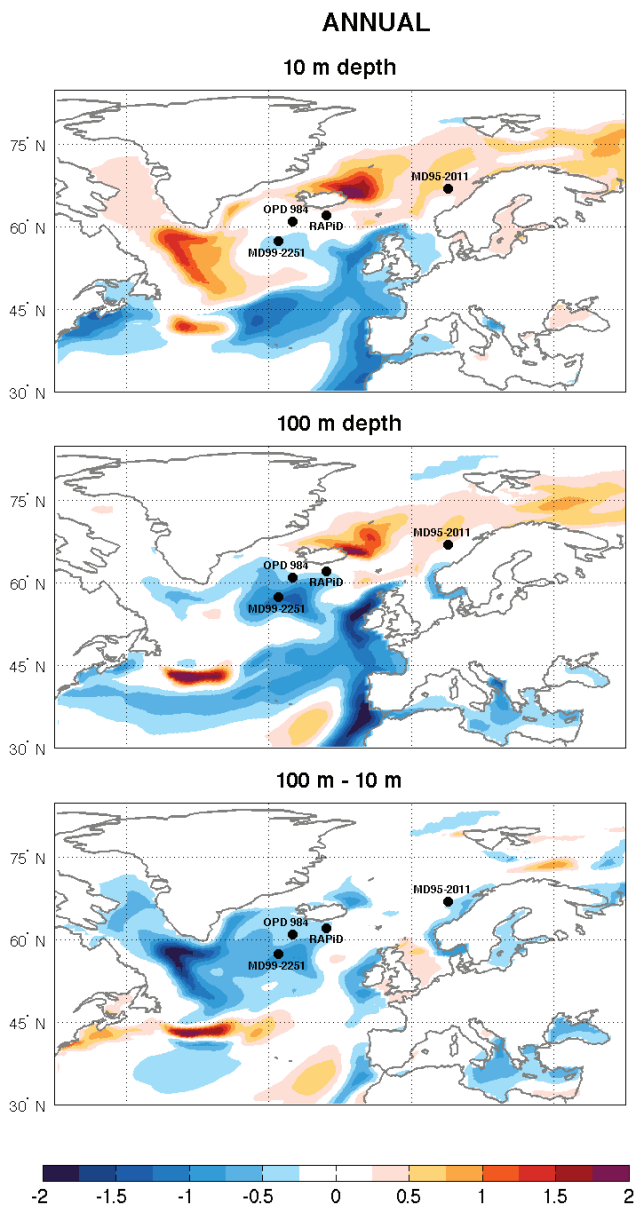 ANNUAL
10 m depth
75° N
60° N
45° N
30° N
MD95-2011
OPD 984
RAPiD
MD99-2251
100 m depth
75° N
60° N
45° N
30° N
MD95-2011
OPD 984
RAPiD
MD99-2251
100 m - 10 m
75° N
60° N
45° N
30° N
MD95-2011
OPD 984
RAPiD
MD99-2251
-2 -1.5 -1 -0.5 0 0.5 1 1.5 2